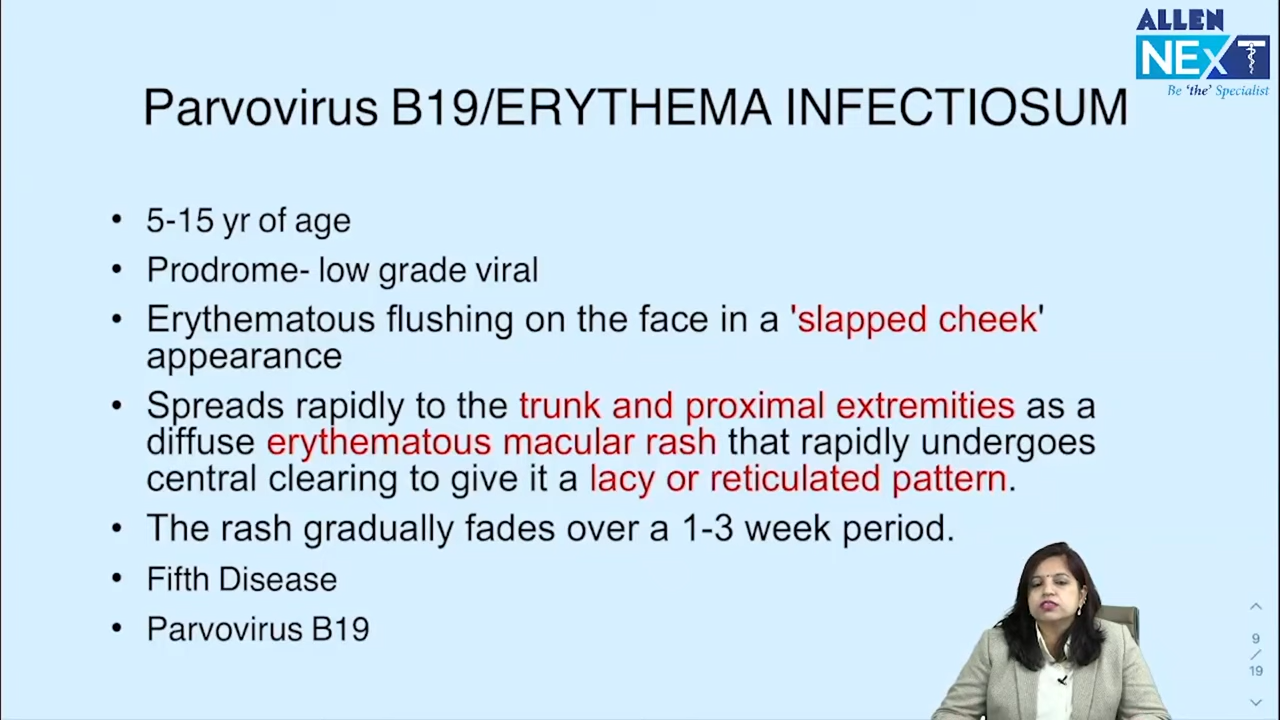 ALLEN
NExT
Be 'the' Specialist
Parvovirus B19/ERYTHEMA INFECTIOSUM
• 5-15 yr of age
• Prodrome- low grade viral
• Erythematous flushing on the face in a 'slapped cheek'
appearance
• Spreads rapidly to the trunk and proximal extremities as a
diffuse erythematous macular rash that rapidly undergoes
central clearing to give it a lacy or reticulated pattern.
• The rash gradually fades over a 1-3 week period.
• Fifth Disease
• Parvovirus B19
9
/
19